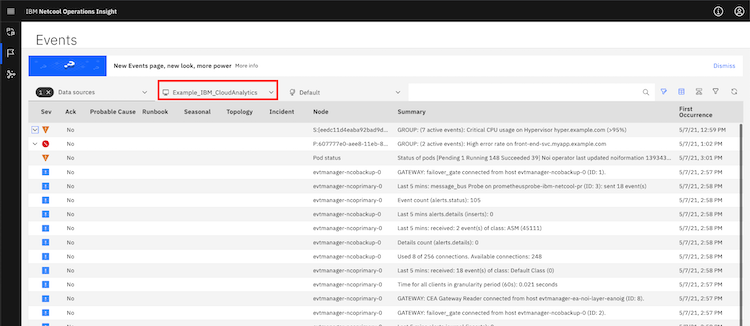 IBM Netcool Operations Insight
Events
New Events page, new look, more power More info Dismiss
1 × Data sources Example_IBM_CloudAnalytics Default
Sev Ack Probable Cause Runbook Seasonal Topology Incident Node Summary First Occurrence
No S:{eedc11d4eaba92bad9d... GROUP: (7 active events): Critical CPU usage on Hypervisor hyper.example.com (>95%) 5/7/21, 12:59 PM
No P:607777e0-aee8-11eb-8... GROUP: (2 active events): High error rate on front-end-svc.myapp.example.com 5/7/21, 1:02 PM
No Pod status Status of pods [Pending 1 Running 148 Succeeded 39] Noi operator last updated noiformation 139343... 5/7/21, 3:01 PM
No evtmanager-ncobackup-0 GATEWAY: failover_gate connected from host evtmanager-ncobackup-0 (ID: 1). 5/7/21, 2:57 PM
No evtmanager-ncoprimary-0 Last 5 mins: message_bus Probe on prometheusprobe-ibm-netcool-pr (ID: 3): sent 18 event(s) 5/7/21, 2:58 PM
No evtmanager-ncoprimary-0 Event count (alerts.status): 105 5/7/21, 2:58 PM
No evtmanager-ncobackup-0 Last 5 mins alerts.details (inserts): 0 5/7/21, 2:57 PM
No evtmanager-ncoprimary-0 Last 5 mins: received: 2 event(s) of class: ASM (45111) 5/7/21, 2:58 PM
No evtmanager-ncobackup-0 Details count (alerts.details): 0 5/7/21, 2:57 PM
No evtmanager-ncoprimary-0 Used 8 of 256 connections. Available connections: 248 5/7/21, 2:58 PM
No evtmanager-ncoprimary-0 Last 5 mins: received: 18 event(s) of class: Default Class (0) 5/7/21, 2:58 PM
No evtmanager-ncoprimary-0 Time for all clients in granularity period (60s): 0.021 seconds 5/7/21, 2:58 PM
No evtmanager-ncoprimary-0 GATEWAY: CEA Gateway Reader connected from host evtmanager-ea-noi-layer-eanoig (ID: 8). 5/7/21, 2:58 PM
No evtmanager-ncoprimary-0 GATEWAY: failover_gate connected from host evtmanager-ncobackup-0 (ID: 2). 5/7/21, 2:58 PM